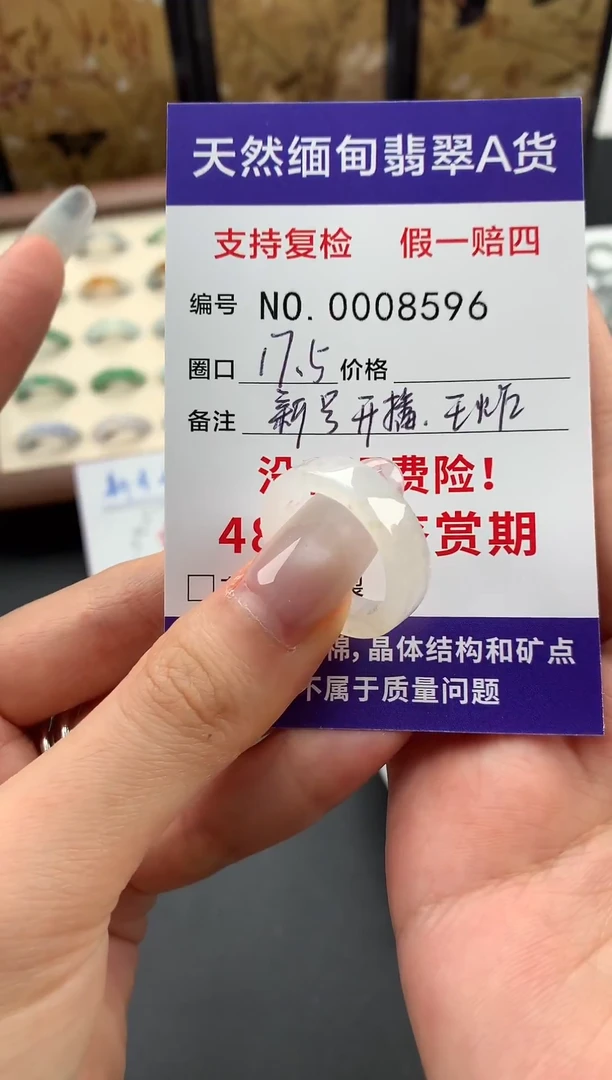 天然缅甸翡翠A货
支持复检 假一赔四
编号 NO.0008596
圈口 17.5 价格
备注 新号开播.王炸
费险！
48 赏期
棉,晶体结构和矿点
不属于质量问题